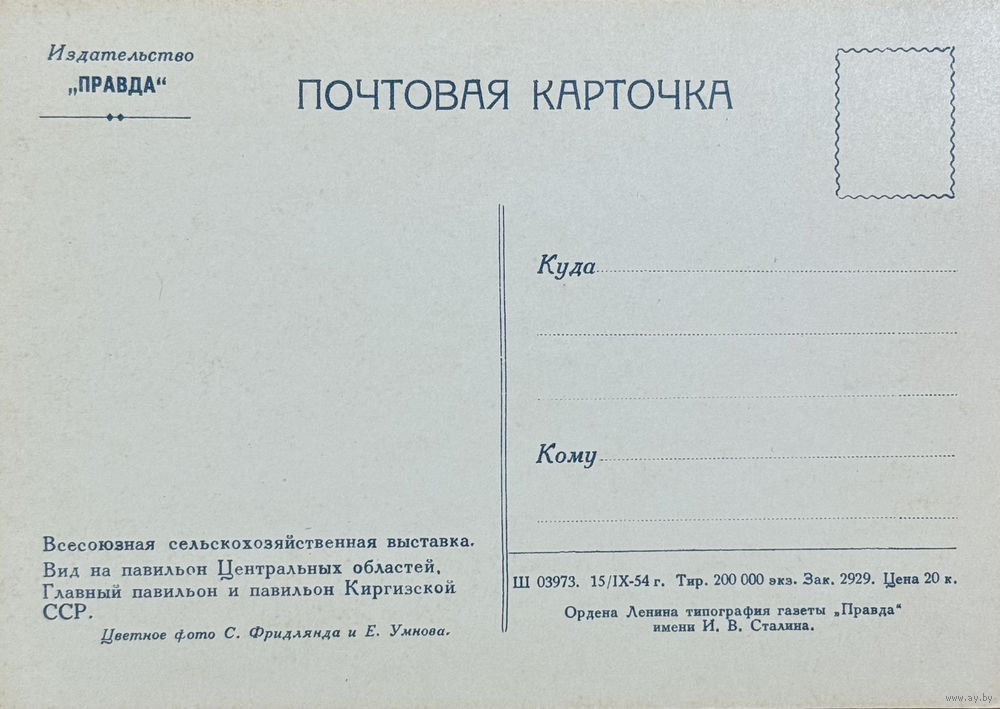 Издательство
„ПРАВДА“
ПОЧТОВАЯ КАРТОЧКА
Куда
Кому
Всесоюзная сельскохозяйственная выставка.
Вид на павильон Центральных областей,
Главный павильон и павильон Киргизской
ССР.
Цветное фото С. Фридлянда и Е. Умнова.
Ш 03973. 15/IX-54 г. Тир. 200 000 экз. Зак. 2929. Цена 20 к.
Ордена Ленина типография газеты „Правда“
имени И. В. Сталина.
www.ay.by